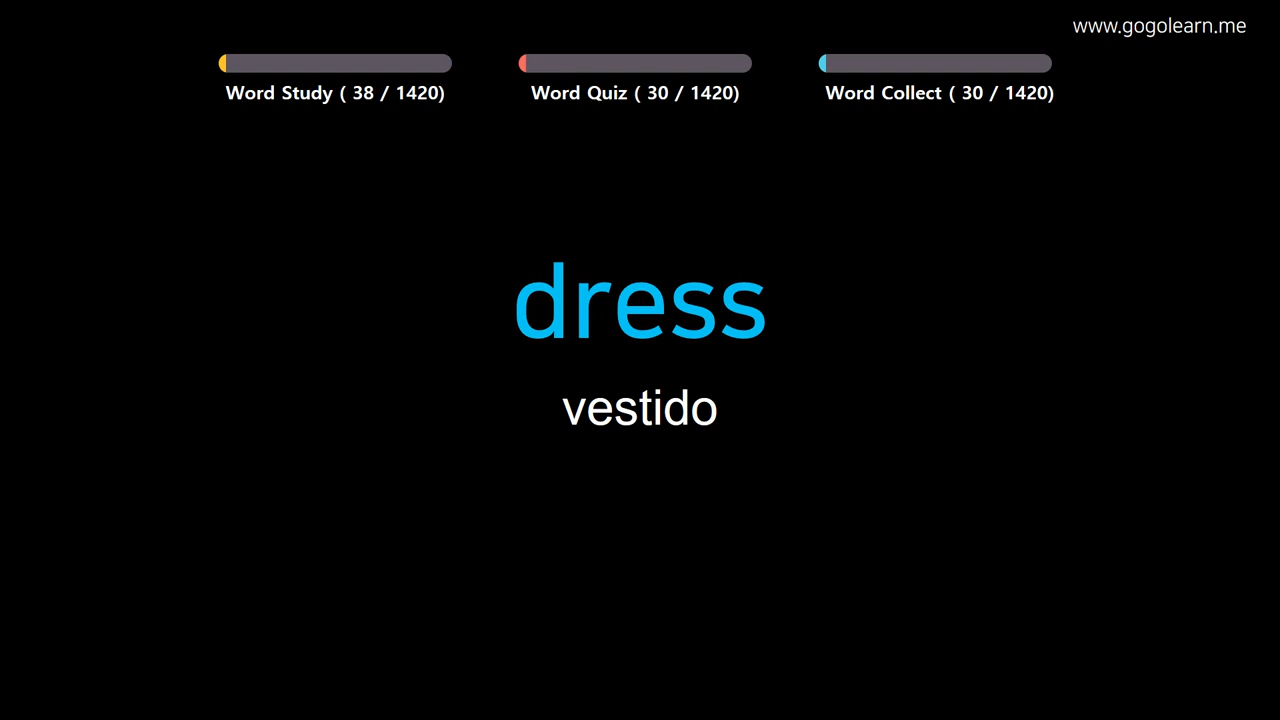 www.gogolearn.me
Word Study ( 38 / 1420)
Word Quiz ( 30 / 1420)
Word Collect ( 30 / 1420)
dress
vestido